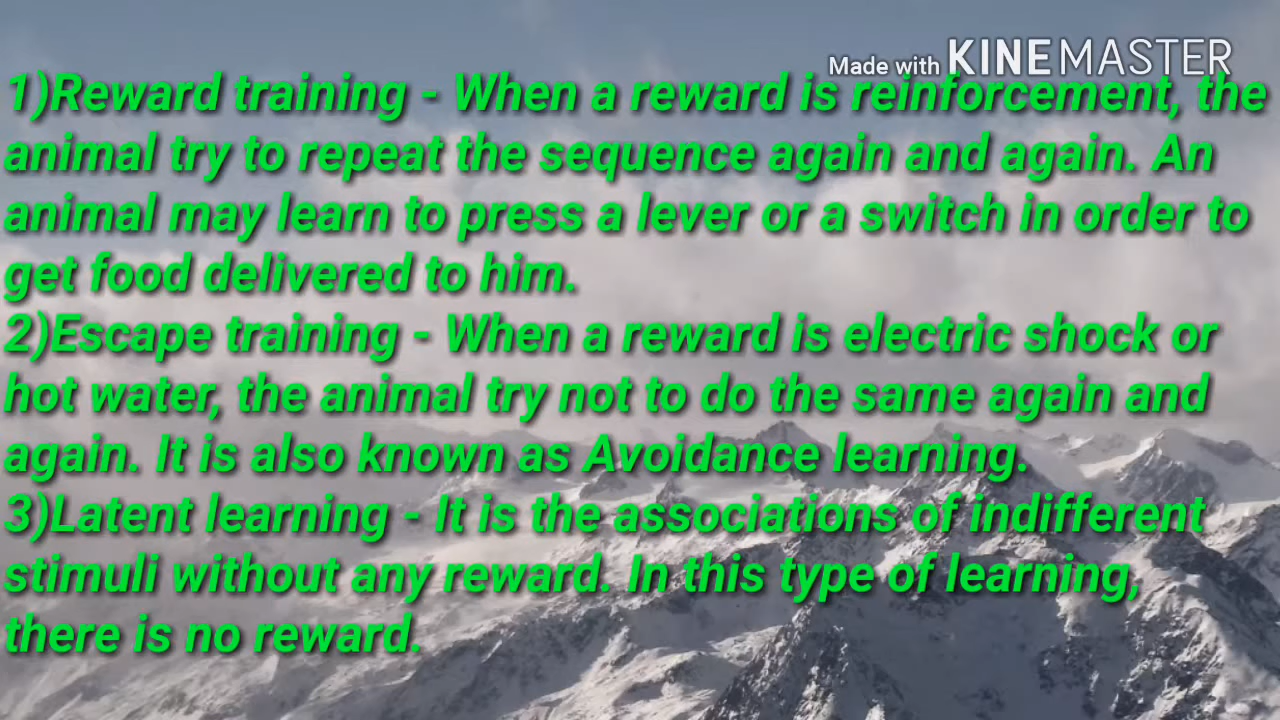 Made with KINEMASTER
1)Reward training - When a reward is reinforcement, the
animal try to repeat the sequence again and again. An
animal may learn to press a lever or a switch in order to
get food delivered to him.
2)Escape training - When a reward is electric shock or
hot water, the animal try not to do the same again and
again. It is also known as Avoidance learning.
3)Latent learning - It is the associations of indifferent
stimuli without any reward. In this type of learning,
there is no reward.